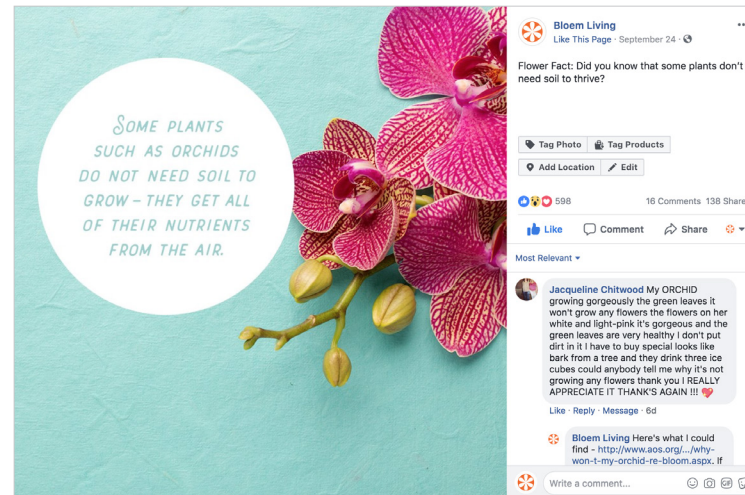 SOME PLANTS
SUCH AS ORCHIDS
DO NOT NEED SOIL TO
GROW – THEY GET ALL
OF THEIR NUTRIENTS
FROM THE AIR.
Bloem Living
Like This Page · September 24 ·
Flower Fact: Did you know that some plants don't
need soil to thrive?
Tag Photo Tag Products
Add Location Edit
598 16 Comments 138 Share
Like Comment Share
Most Relevant
Jacqueline Chitwood My ORCHID
growing gorgeously the green leaves it
won't grow any flowers the flowers on her
white and light-pink it's gorgeous and the
green leaves are very healthy I don't put
dirt in it I have to buy special looks like
bark from a tree and they drink three ice
cubes could anybody tell me why it's not
growing any flowers thank you I REALLY
APPRECIATE IT THANK'S AGAIN !!!
Like · Reply · Message · 6d
Bloem Living Here's what I could
find - http://www.aos.org/.../why-
won-t-my-orchid-re-bloom.aspx. If
Write a comment...
GIF